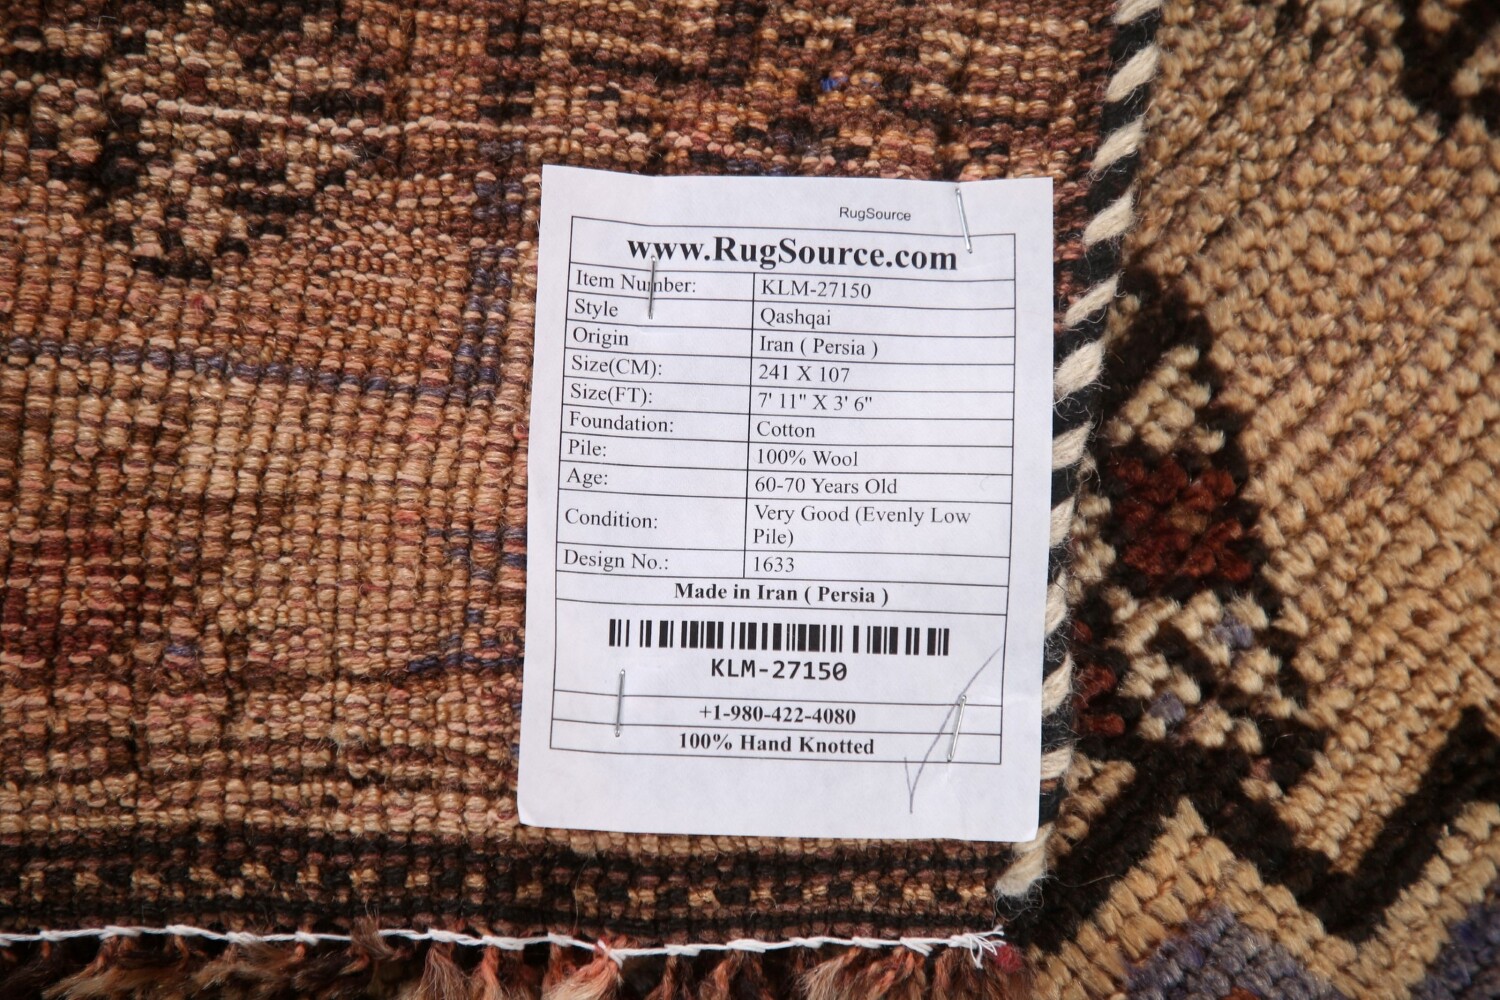 RugSource
www.RugSource.com
Item Number: KLM-27150
Style Qashqai
Origin Iran ( Persia )
Size(CM): 241 X 107
Size(FT): 7' 11" X 3' 6"
Foundation: Cotton
Pile: 100% Wool
Age: 60-70 Years Old
Condition: Very Good (Evenly Low
Pile)
Design No.: 1633
Made in Iran ( Persia )
KLM-27150
+1-980-422-4080
100% Hand Knotted